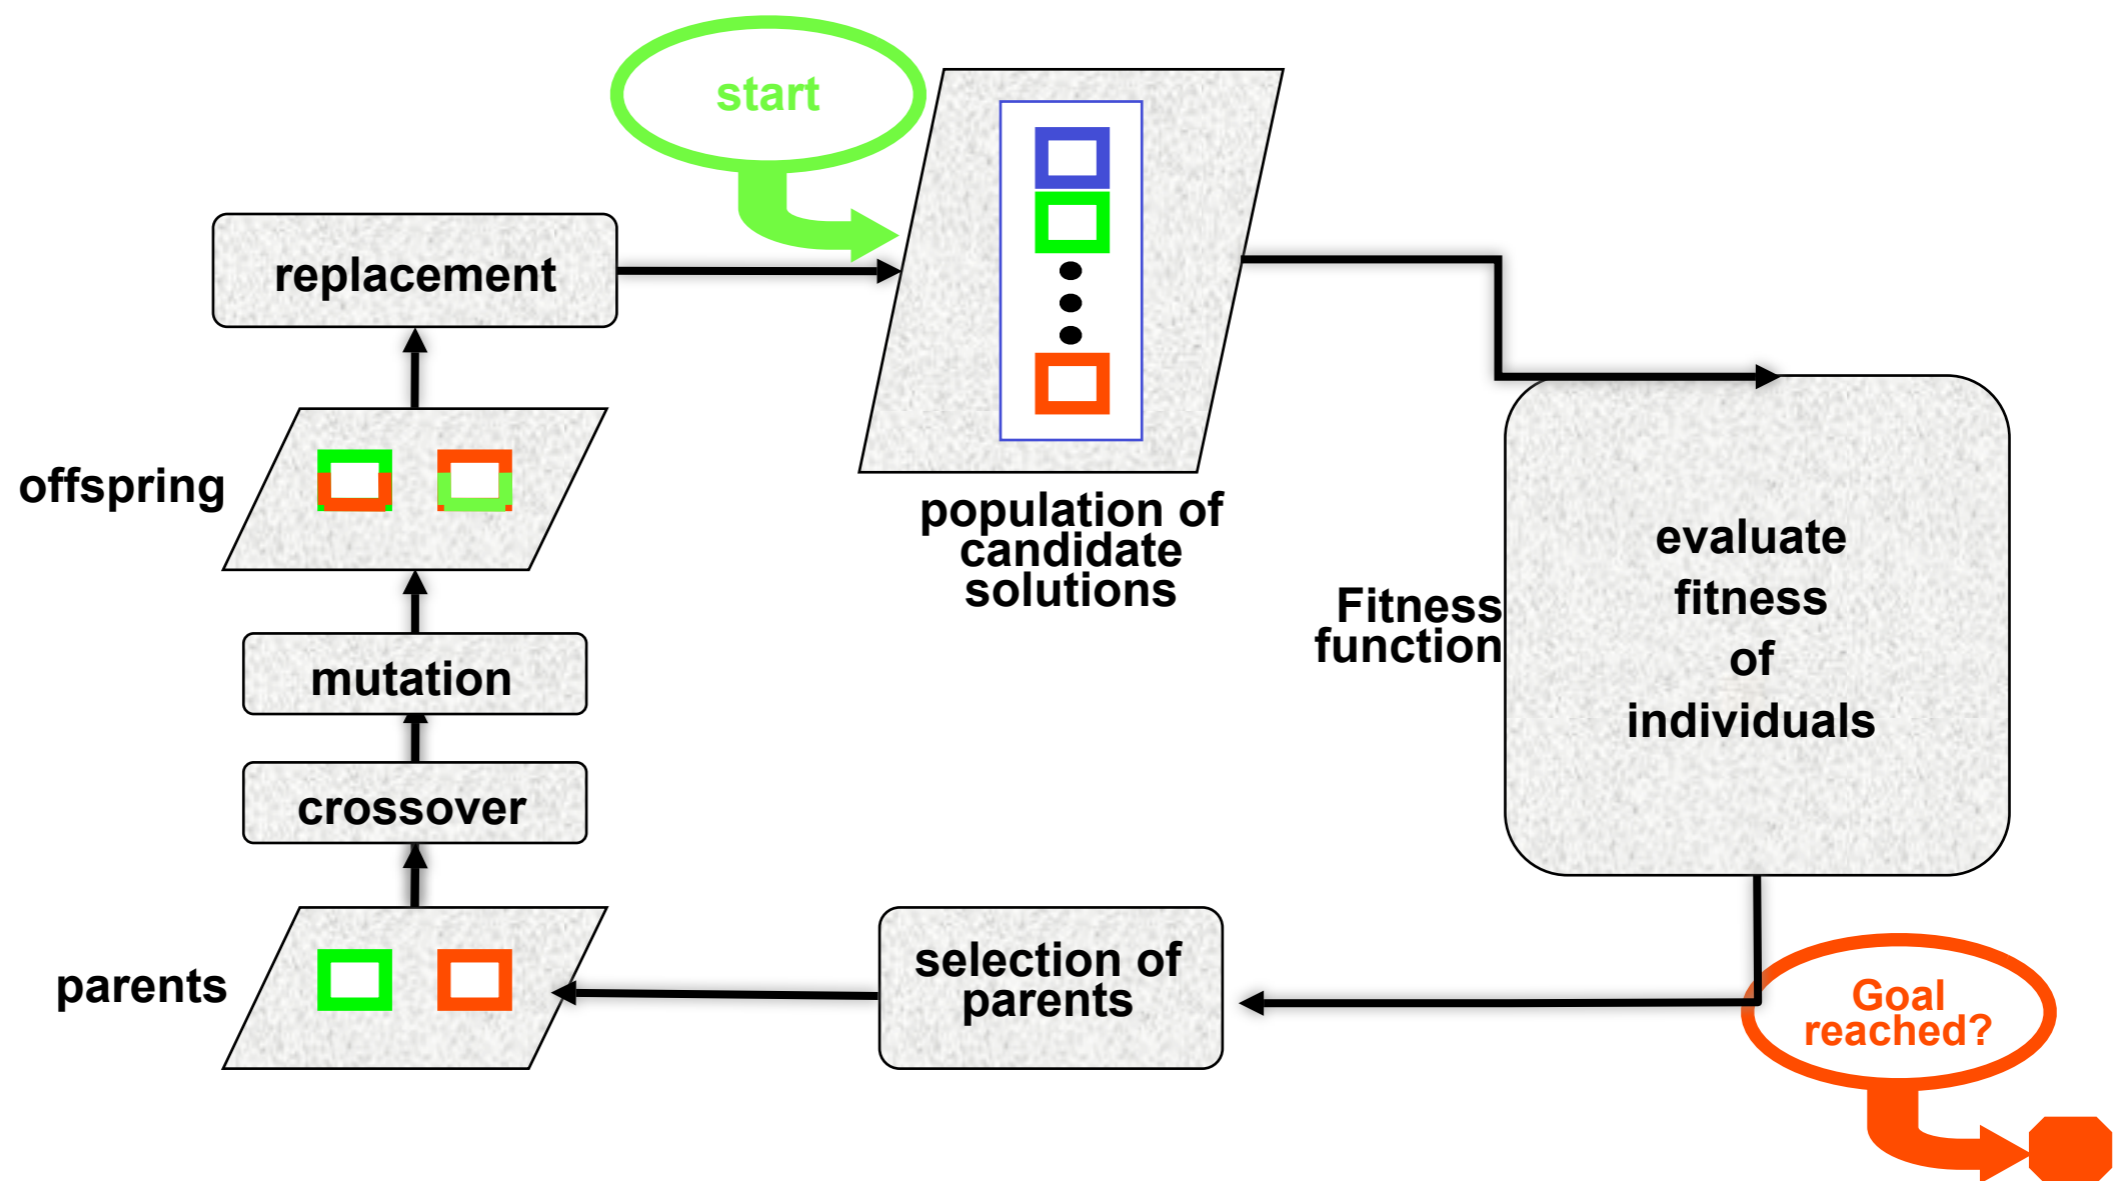 start
replacement
population of
candidate
solutions
offspring
Fitness
function
evaluate
fitness
of
individuals
mutation
crossover
parents
selection of
parents
Goal
reached?